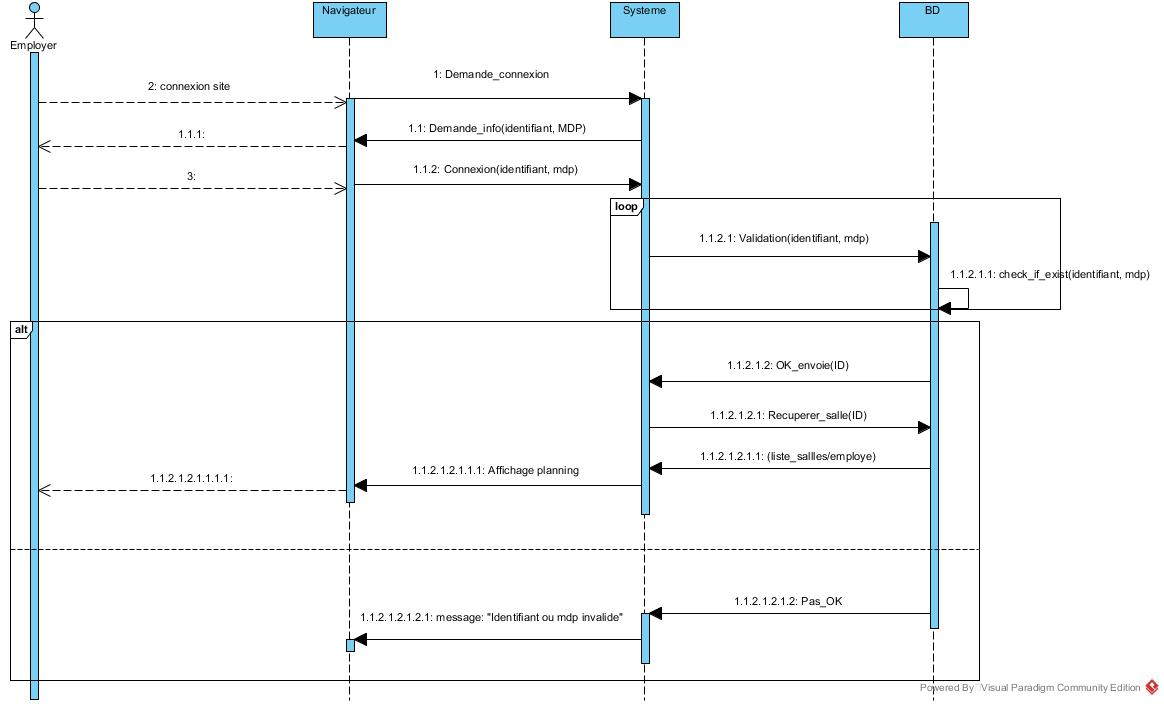 Navigateur
Systeme
BD
Employer
1: Demande_connexion
2: connexion site
1.1: Demande_info(identifiant, MDP)
1.1.1:
1.1.2: Connexion(identifiant, mdp)
3:
loop
1.1.2.1: Validation(identifiant, mdp)
1.1.2.1.1: check_if_exist(identifiant, mdp)
alt
1.1.2.1.2: OK_envoie(ID)
1.1.2.1.2.1: Recuperer_salle(ID)
1.1.2.1.2.1.1: (liste_sallles/employe)
1.1.2.1.2.1.1.1: Affichage planning
1.1.2.1.2.1.1.1.1:
1.1.2.1.2.1.2: Pas_OK
1.1.2.1.2.1.2.1: message: "Identifiant ou mdp invalide"
Powered By Visual Paradigm Community Edition